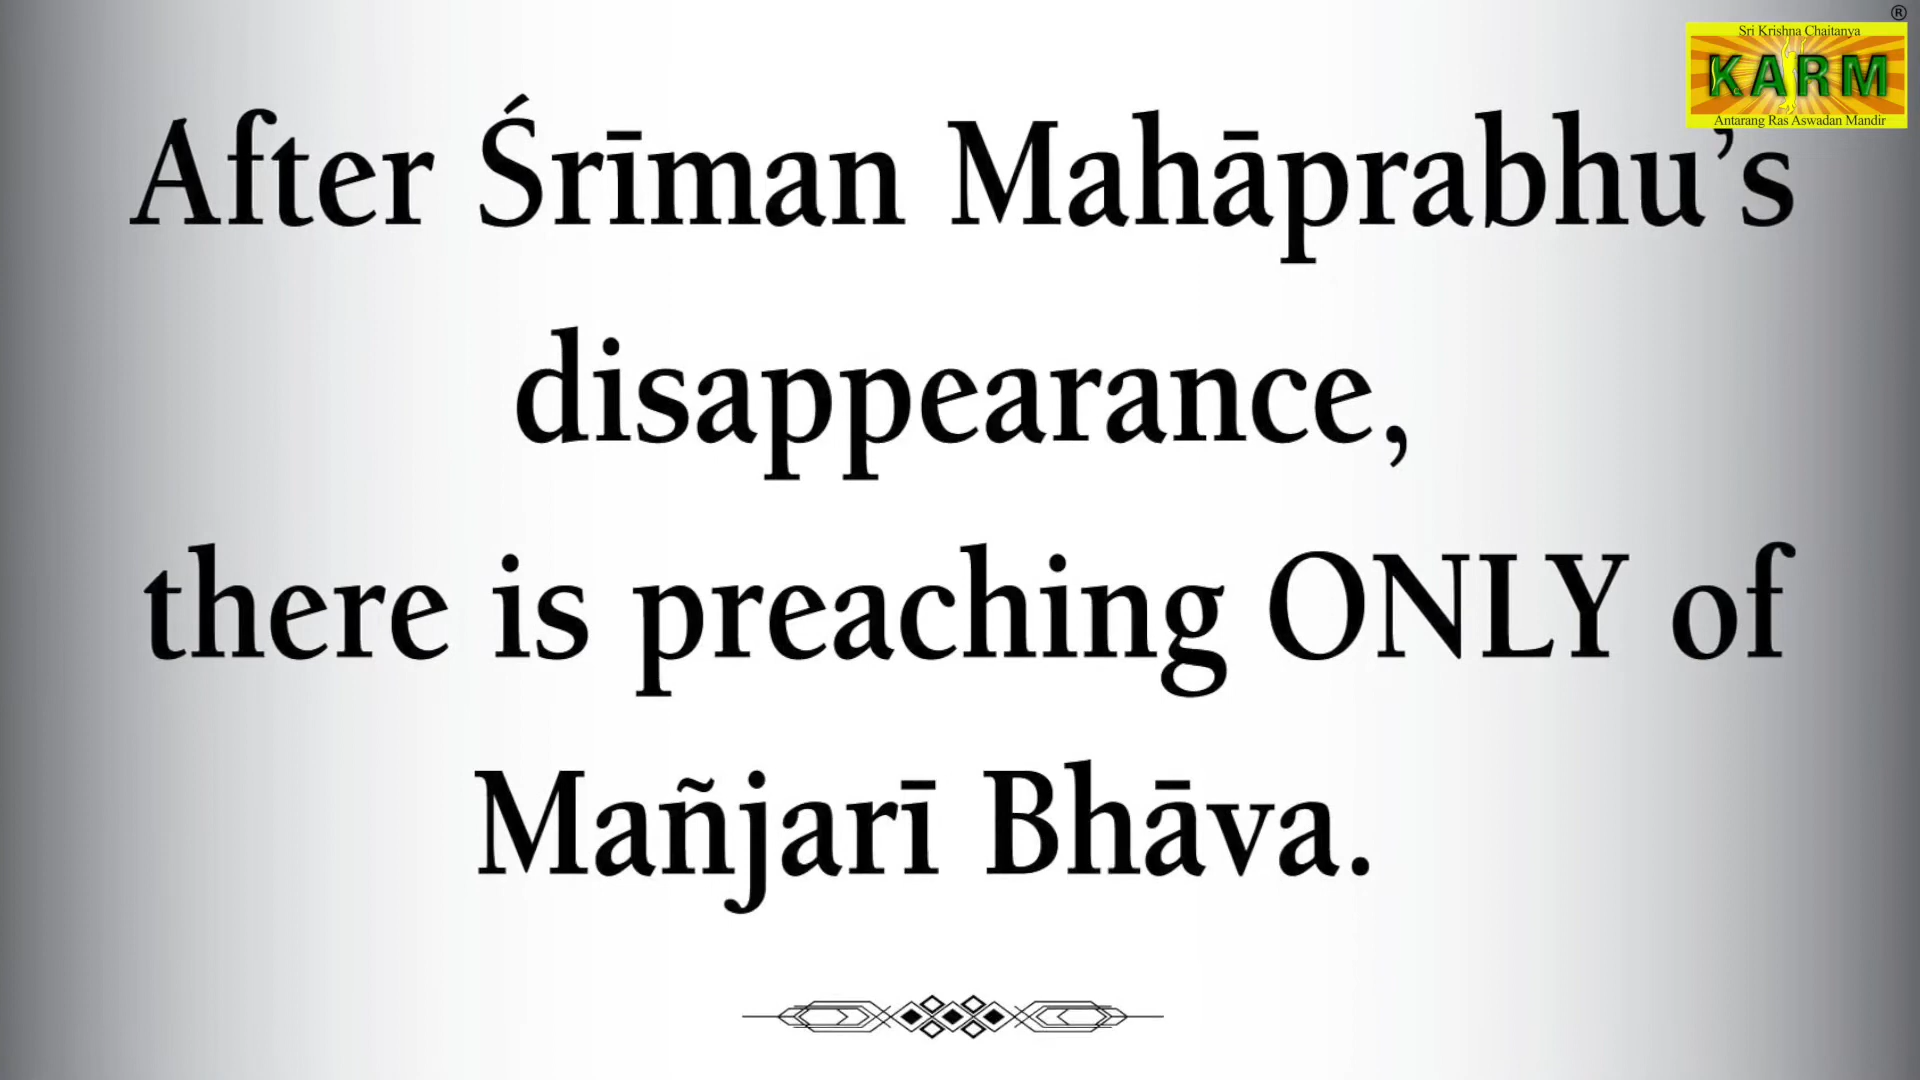 ®
Sri Krishna Chaitanya
KARM
Antarang Ras Aswadan Mandir
After Śrīman Mahāprabhu’s
disappearance,
there is preaching ONLY of
Mañjarī Bhāva.